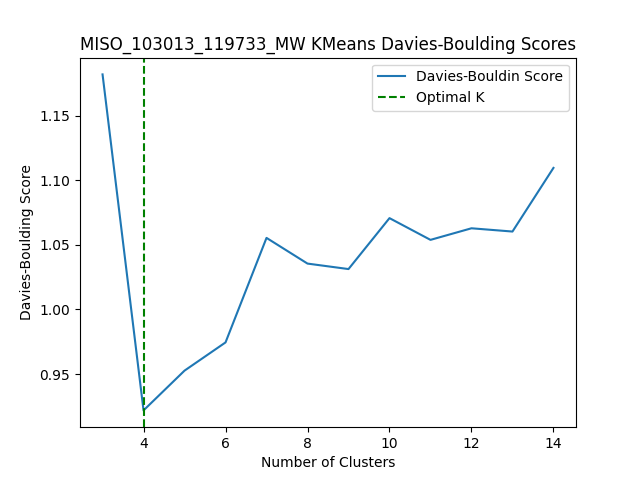 MISO_103013_119733_MW KMeans Davies-Boulding Scores
Davies-Bouldin Score
Optimal K
1.15
1.10
1.05
1.00
0.95
Davies-Boulding Score
4
6
8
10
12
14
Number of Clusters